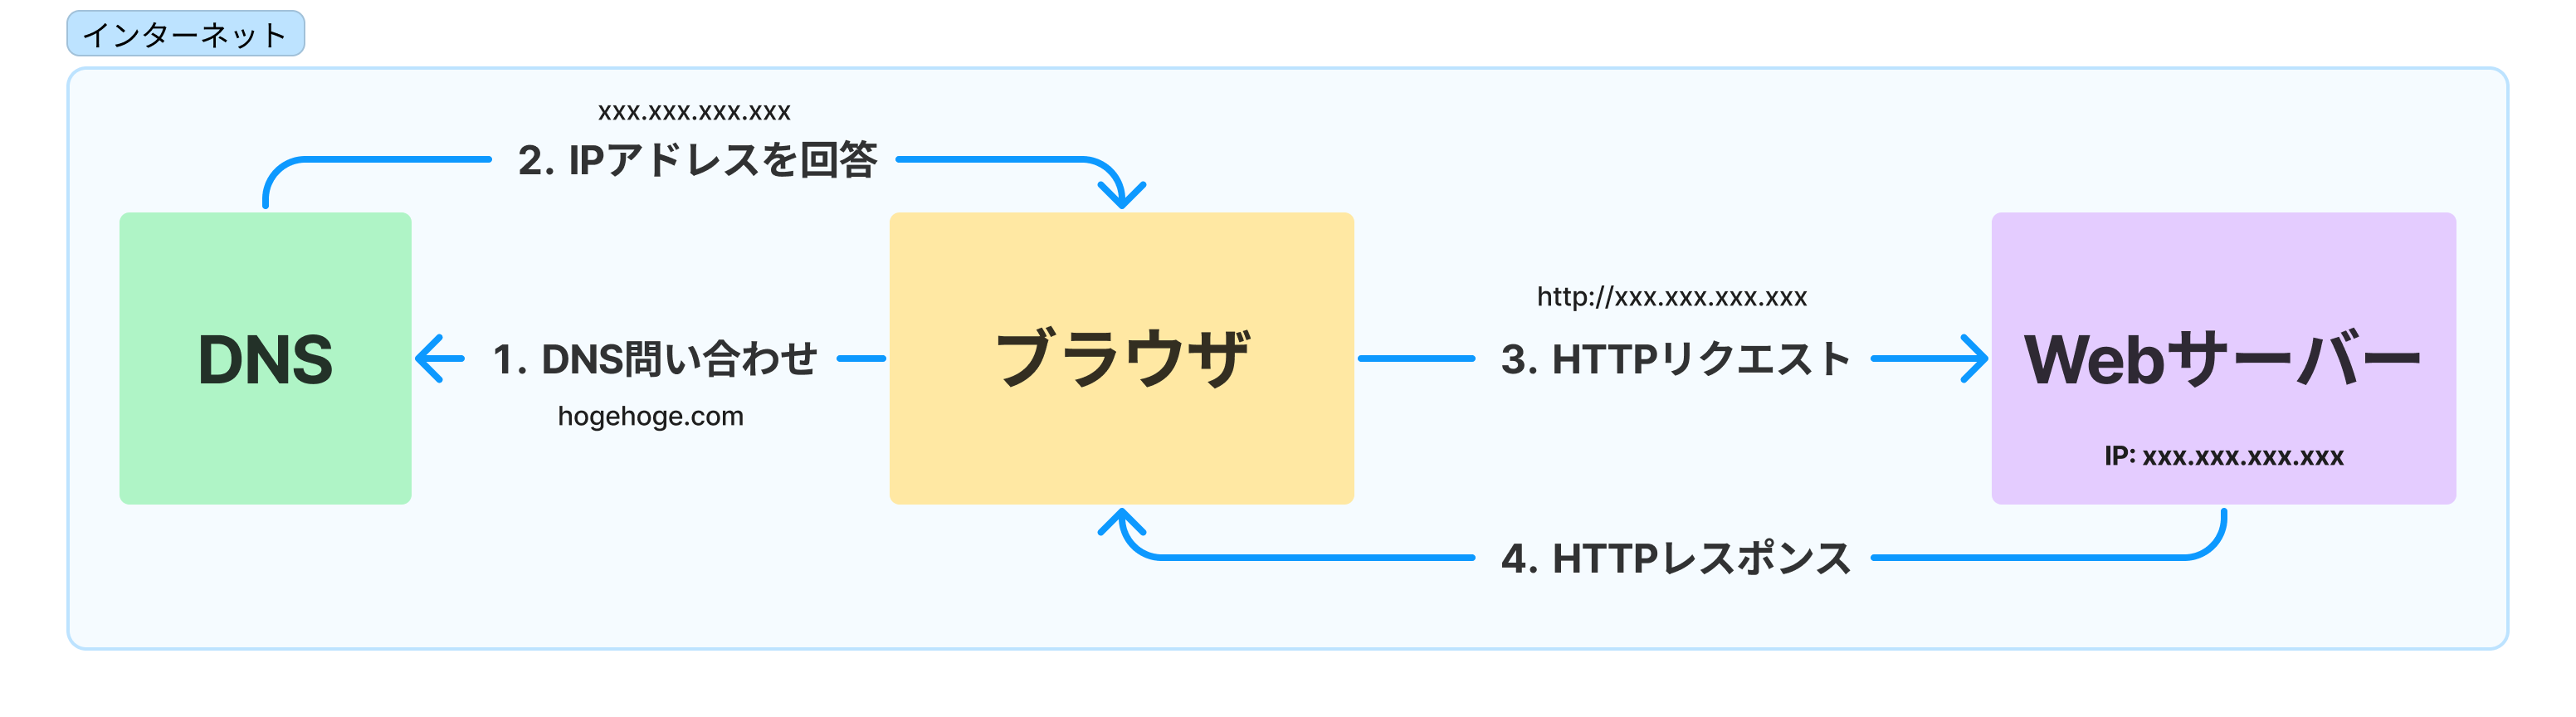 インターネット
xxx.xxx.xxx.xxx
2. IPアドレスを回答
DNS
1. DNS問い合わせ
hogehoge.com
ブラウザ
http://xxx.xxx.xxx.xxx
3. HTTPリクエスト
Webサーバー
IP: xxx.xxx.xxx.xxx
4. HTTPレスポンス